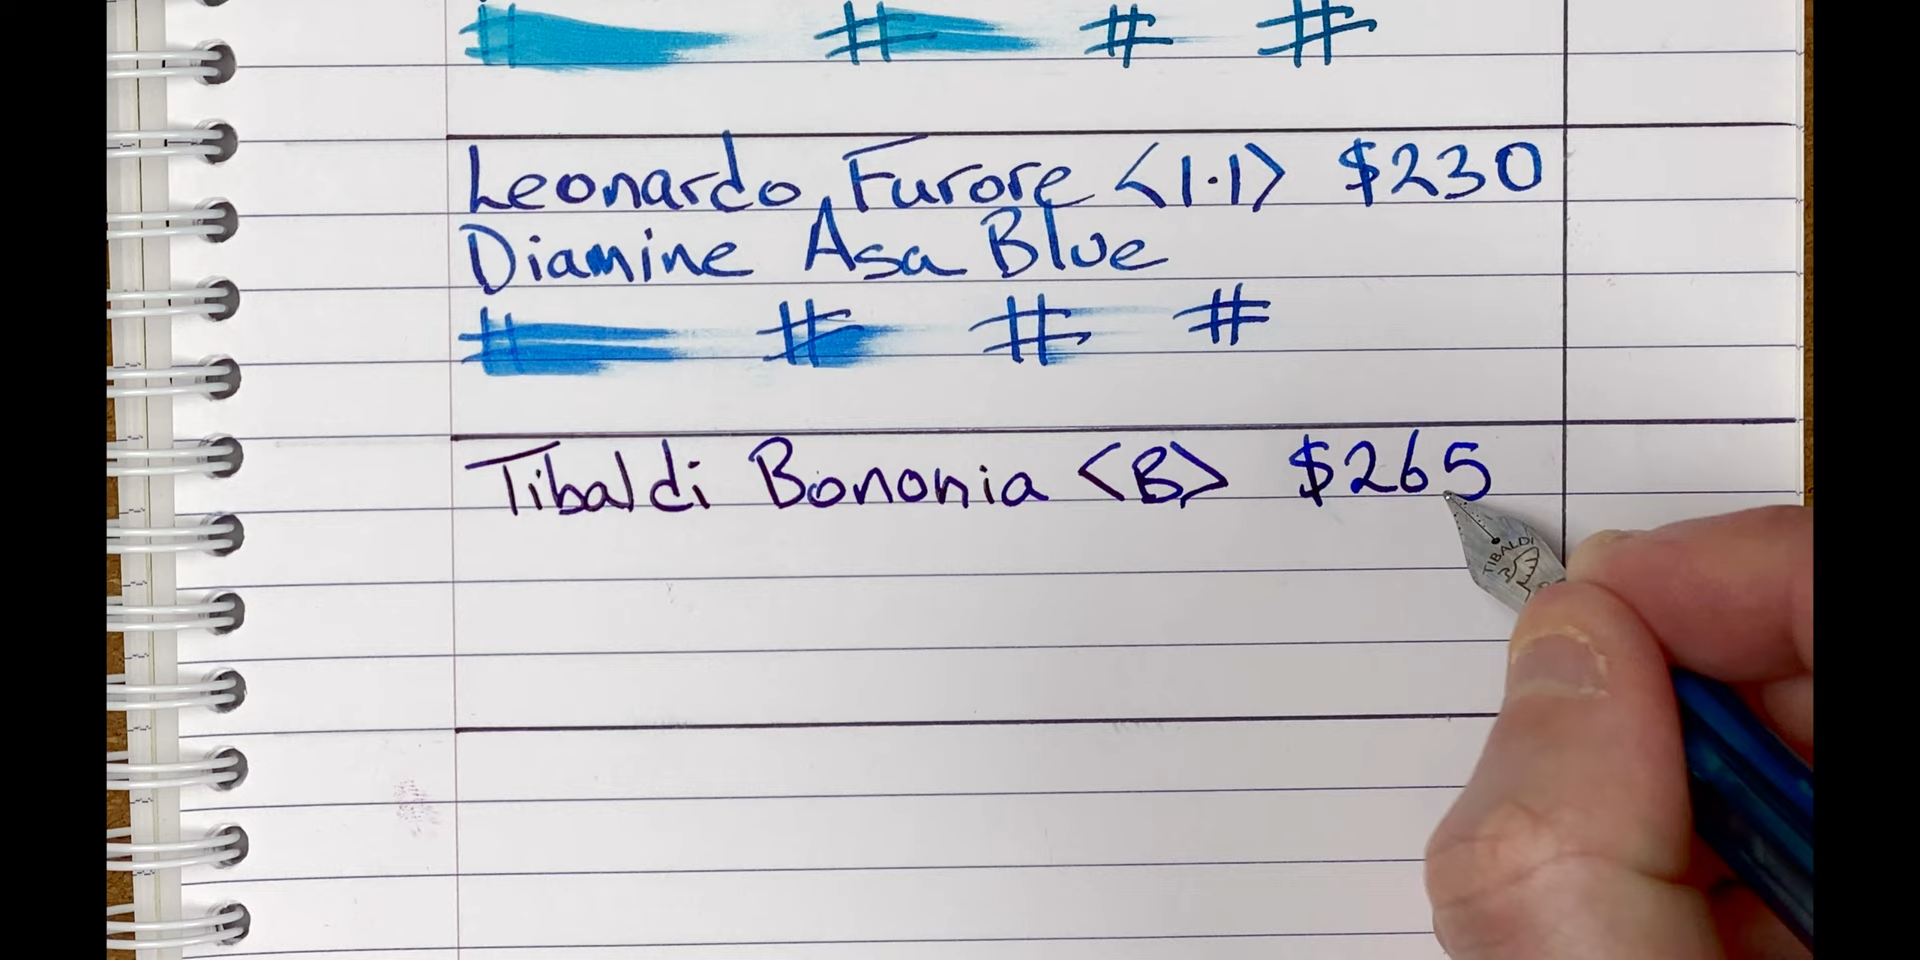 # # # #
Leonardo Furore <1.1> $230
Diamine Asa Blue
# # # #
Tibaldi Bononia <B> $265
TIBALDI